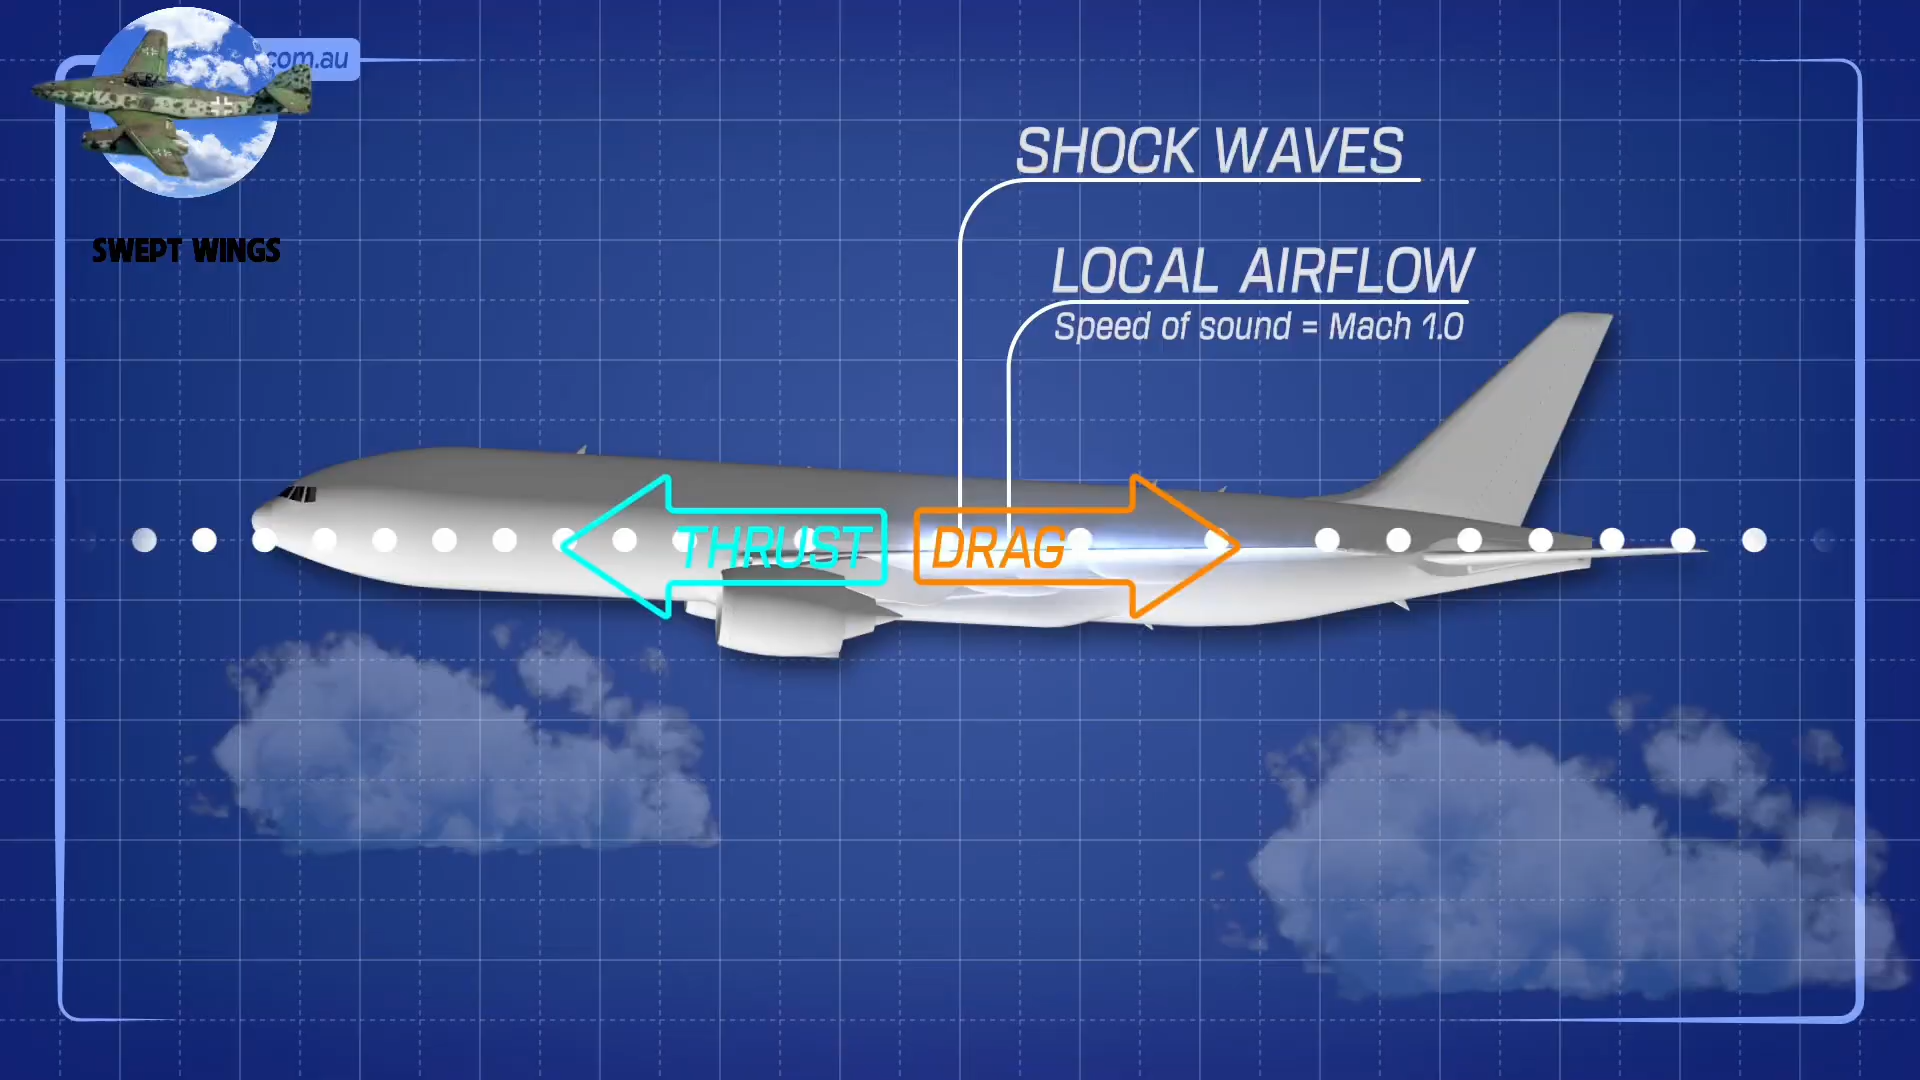 com.au
SWEPT WINGS
SHOCK WAVES
LOCAL AIRFLOW
Speed of sound = Mach 1.0
THRUST
DRAG